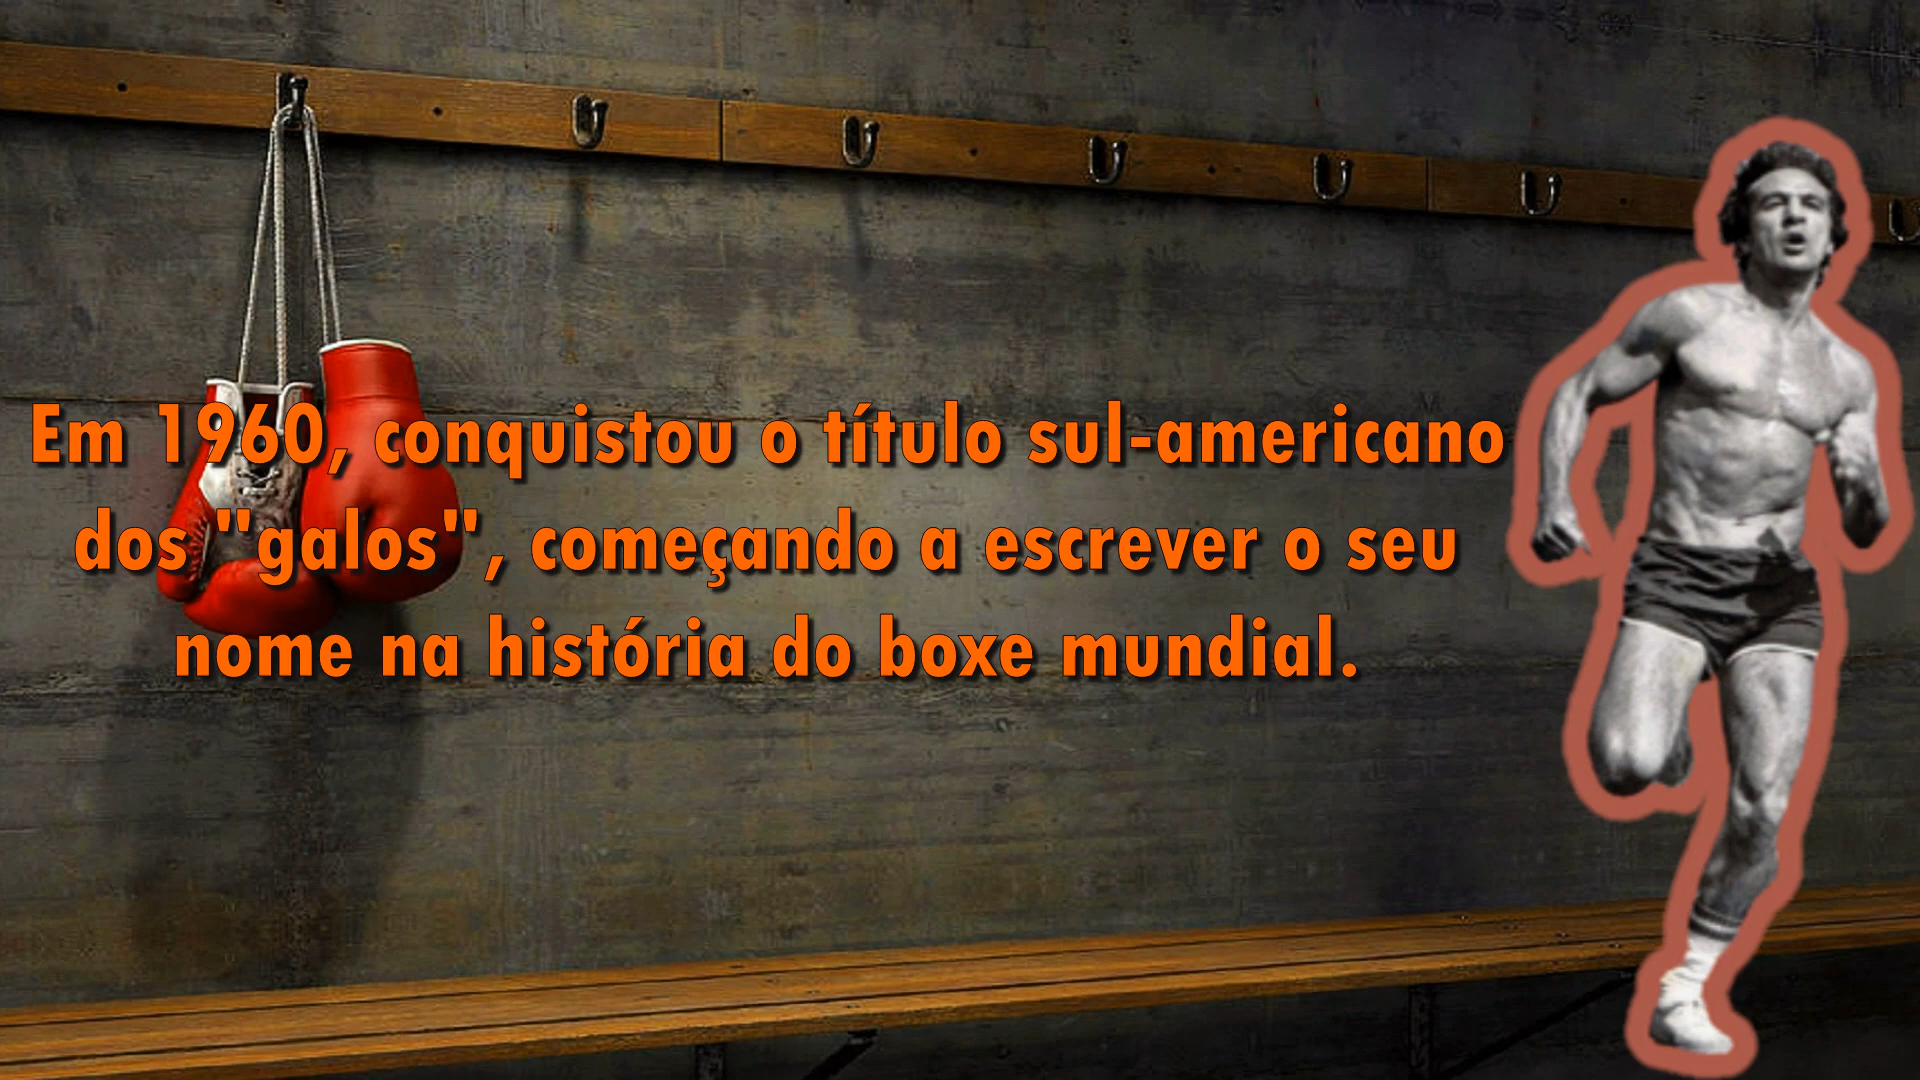 Em 1960, conquistou o título sul-americano
dos "galos", começando a escrever o seu
nome na história do boxe mundial.